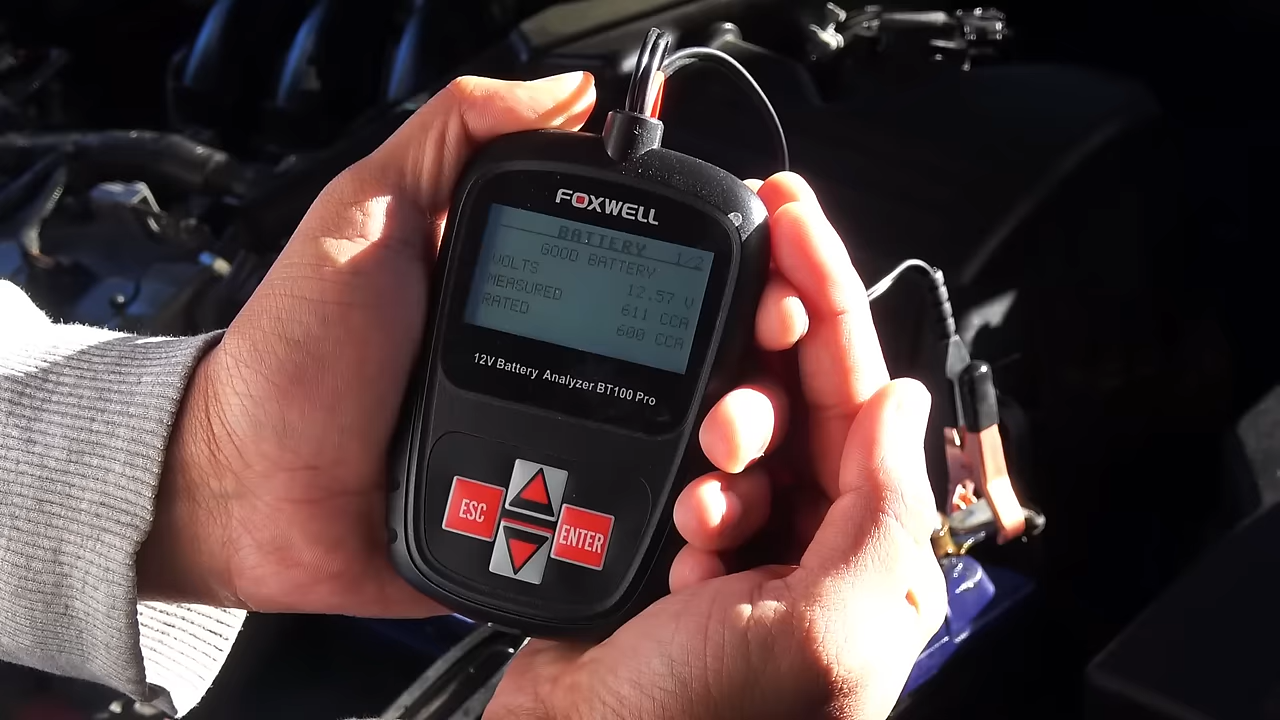 FOXWELL
BATTERY 1/2
GOOD BATTERY
VOLTS 12.57 V
MEASURED 611 CCA
RATED 600 CCA
12V Battery Analyzer BT100 Pro
ESC
ENTER